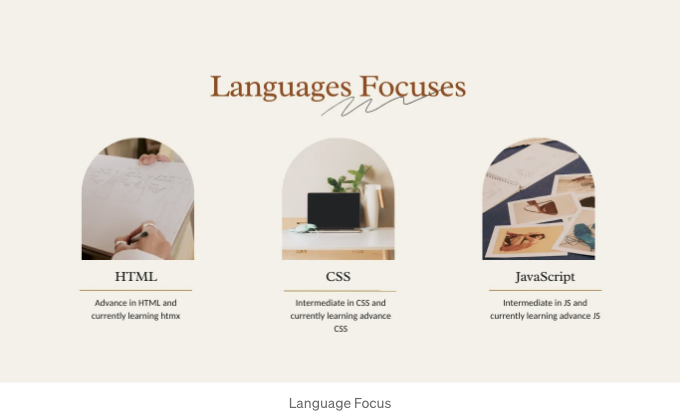 Languages Focuses
HTML
Advance in HTML and
currently learning htmx
CSS
Intermediate in CSS and
currently learning advance
CSS
JavaScript
Intermediate in JS and
currently learning advance JS
Language Focus